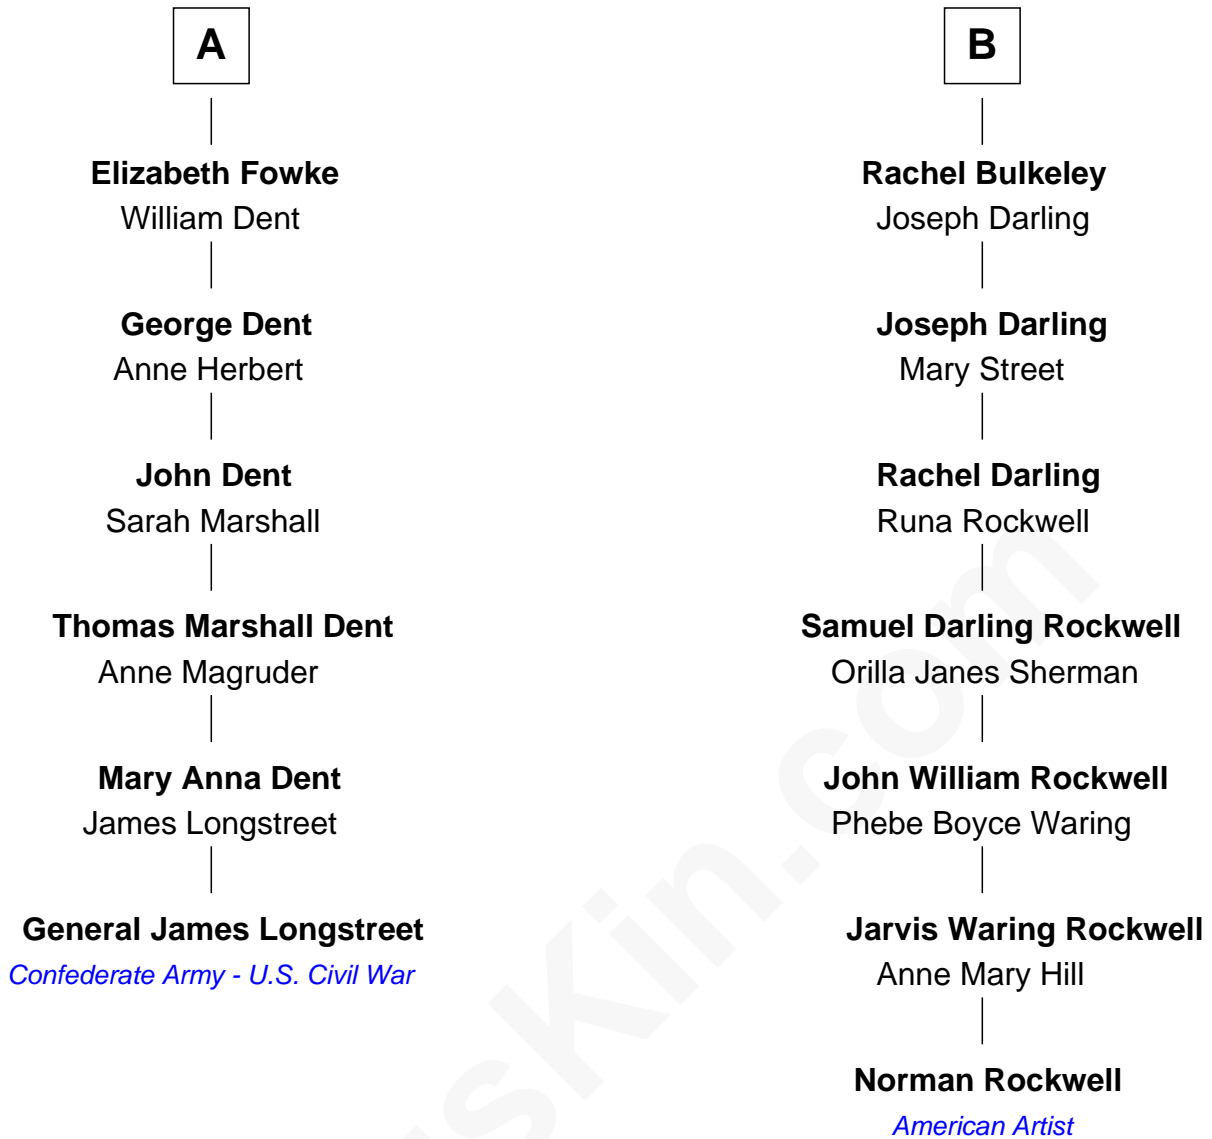 A
Elizabeth Fowke
William Dent
George Dent
Anne Herbert
John Dent
Sarah Marshall
Thomas Marshall Dent
Anne Magruder
Mary Anna Dent
James Longstreet
General James Longstreet
Confederate Army - U.S. Civil War
B
Rachel Bulkeley
Joseph Darling
Joseph Darling
Mary Street
Rachel Darling
Runa Rockwell
Samuel Darling Rockwell
Orilla Janes Sherman
John William Rockwell
Phebe Boyce Waring
Jarvis Waring Rockwell
Anne Mary Hill
Norman Rockwell
American Artist
sKin.com